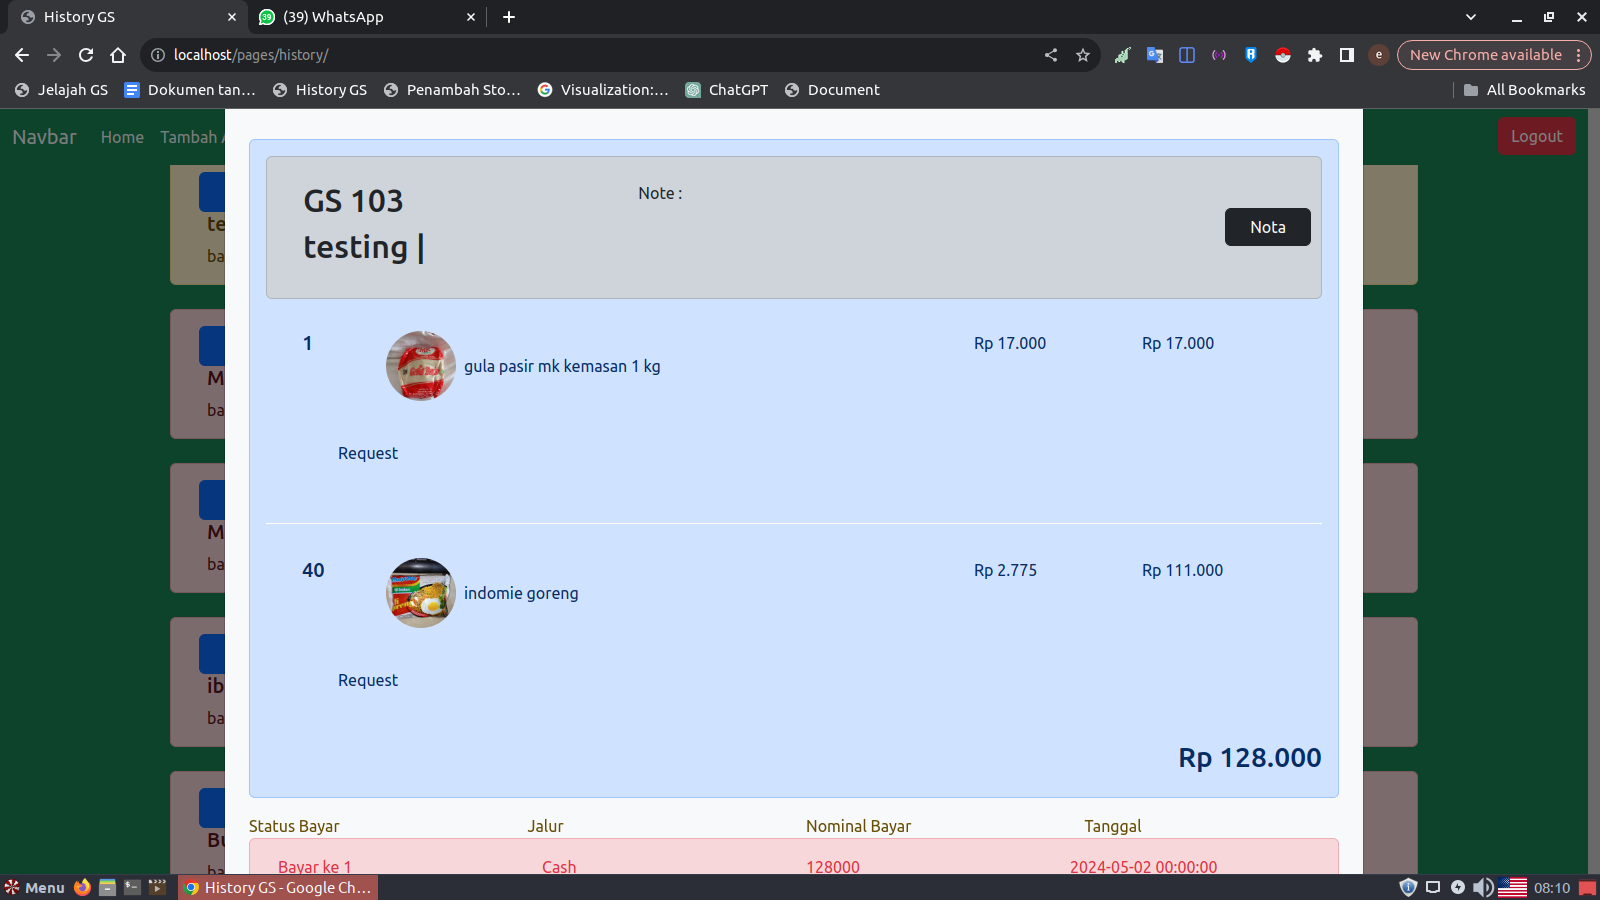 History GS
39
(39) WhatsApp
localhost/pages/history/
e
New Chrome available
Jelajah GS
Dokumen tan...
History GS
Penambah Sto...
Visualization:...
ChatGPT
Document
All Bookmarks
Navbar
Home
Tambah
Logout
GS 103
testing |
Note :
Nota
te
ba
1
gula pasir mk kemasan 1 kg
Rp 17.000
Rp 17.000
M
ba
Request
M
ba
40
indomie goreng
Rp 2.775
Rp 111.000
Request
ib
ba
Rp 128.000
Status Bayar
Jalur
Nominal Bayar
Tanggal
Bu
ba
Bayar ke 1
Cash
128000
2024-05-02 00:00:00
Menu
History GS - Google Ch...
08:10